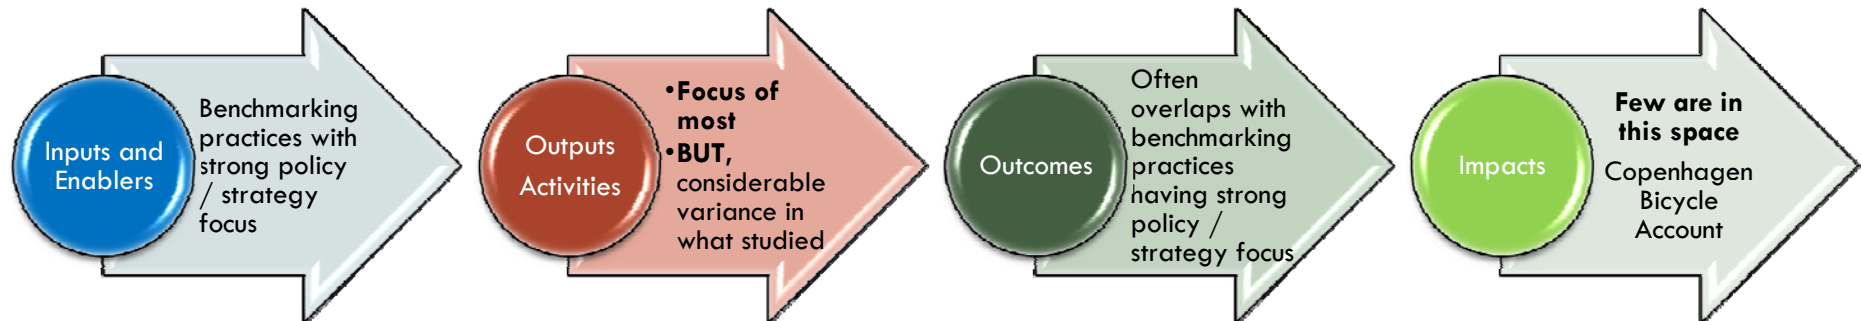 Inputs and
Enablers
Benchmarking
practices with
strong policy
/ strategy
focus
Outputs
Activities
•Focus of
most
•BUT,
considerable
variance in
what studied
Outcomes
Often
overlaps with
benchmarking
practices
having strong
policy /
strategy focus
Impacts
Few are in
this space
Copenhagen
Bicycle
Account